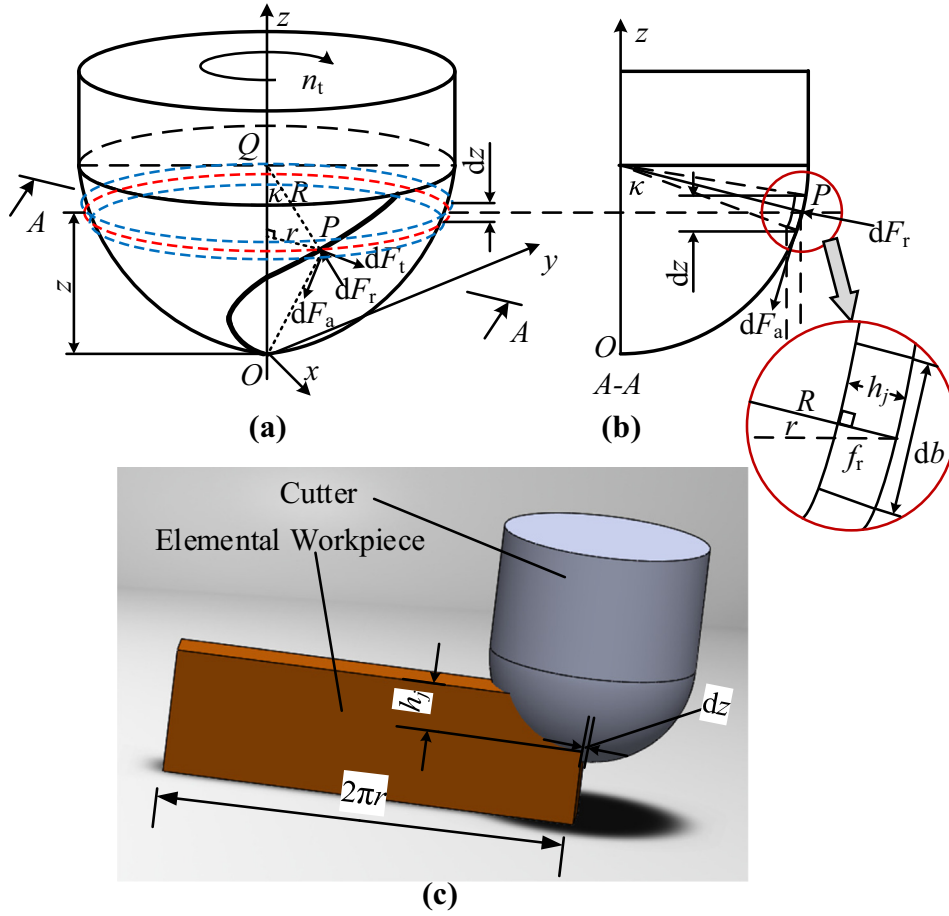 z
n_t
Q
dz
κ
R
A
r
P
y
dF_t
dF_r
dF_a
z
A
O
x
(a)
z
κ
P
dF_r
dz
dF_a
O
A-A
(b)
h_j
R
r
f_r
db
Cutter
Elemental Workpiece
h_j
dz
2πr
(c)